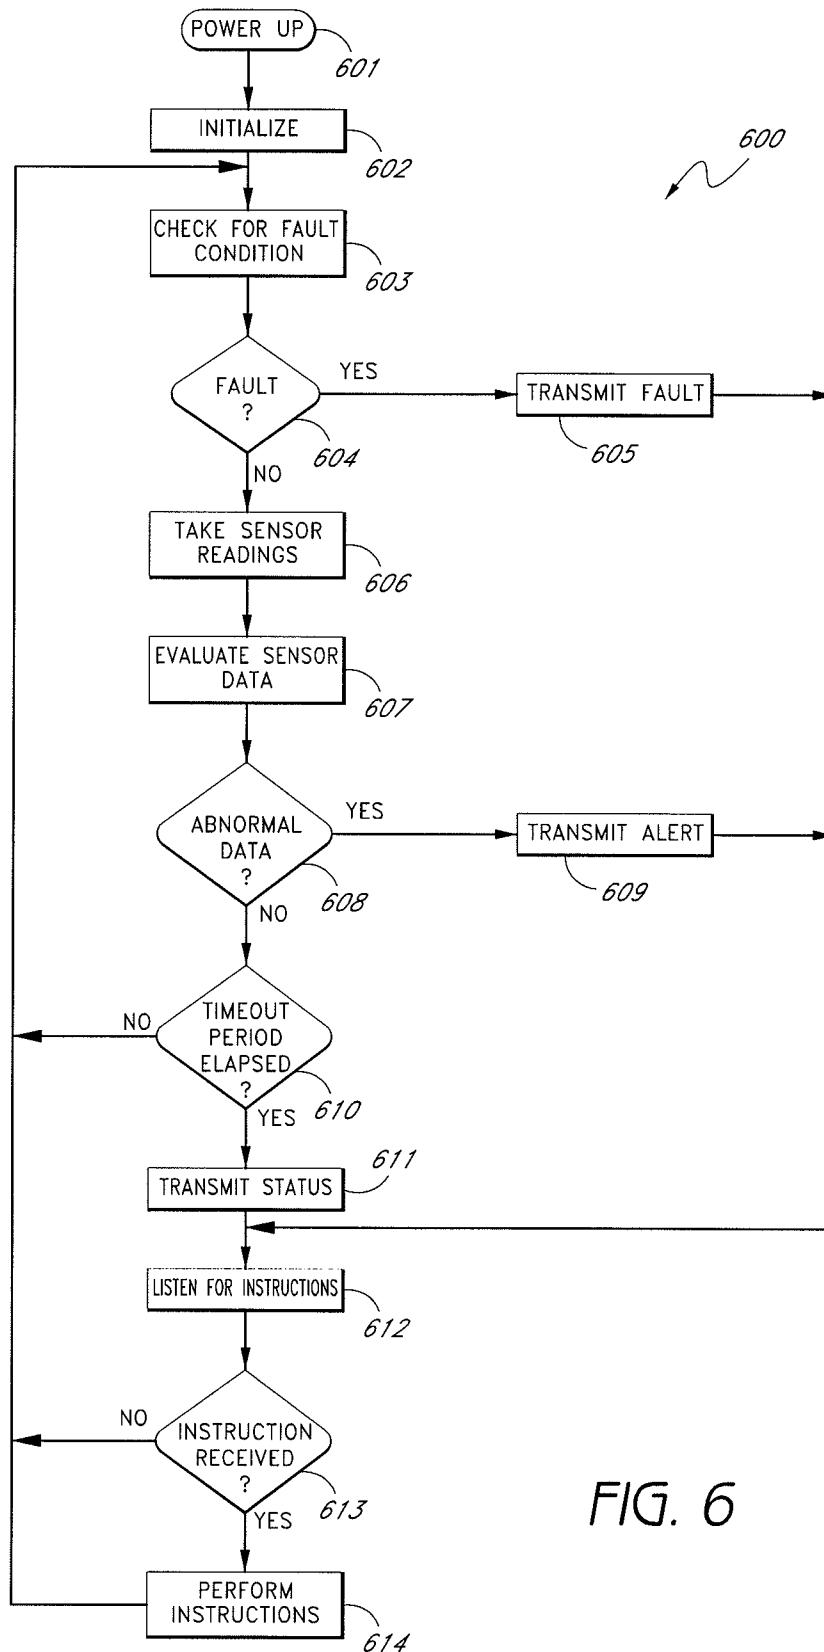 POWER UP
601
INITIALIZE
602
600
CHECK FOR FAULT
CONDITION
603
FAULT
?
604
YES
TRANSMIT FAULT
605
NO
TAKE SENSOR
READINGS
606
EVALUATE SENSOR
DATA
607
ABNORMAL
DATA
?
608
YES
TRANSMIT ALERT
609
NO
TIMEOUT
PERIOD
ELAPSED
?
610
NO
YES
TRANSMIT STATUS
611
LISTEN FOR INSTRUCTIONS
612
INSTRUCTION
RECEIVED
?
613
NO
YES
PERFORM
INSTRUCTIONS
614
FIG. 6